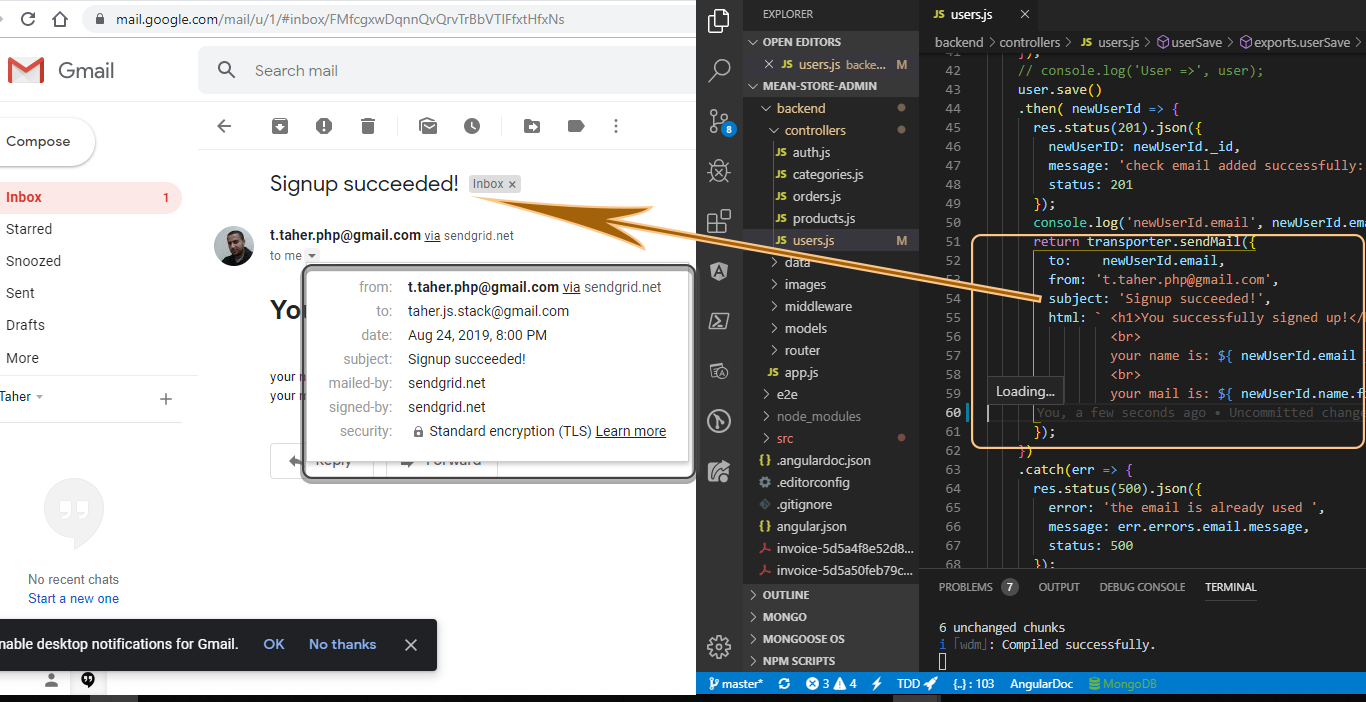 mail.google.com/mail/u/1/#inbox/FMfcgxwDqnnQvQrvTrBbVTlFfxtHfxNs
Gmail
Search mail
Compose
Inbox 1
Starred
Snoozed
Sent
Drafts
More
Taher
No recent chats
Start a new one
Signup succeeded! Inbox x
t.taher.php@gmail.com via sendgrid.net
to me
You
your n
your m
from: t.taher.php@gmail.com via sendgrid.net
to: taher.js.stack@gmail.com
date: Aug 24, 2019, 8:00 PM
subject: Signup succeeded!
mailed-by: sendgrid.net
signed-by: sendgrid.net
security: Standard encryption (TLS) Learn more
Reply Forward
nable desktop notifications for Gmail. OK No thanks
8
EXPLORER
OPEN EDITORS
JS users.js backe... M
MEAN-STORE-ADMIN
backend
controllers
JS auth.js
JS categories.js
JS orders.js
JS products.js
JS users.js M
data
images
middleware
models
router
JS app.js
e2e
node_modules
src
{} .angulardoc.json
.editorconfig
.gitignore
{} angular.json
invoice-5d5a4f8e52d8...
invoice-5d5a50feb79c...
OUTLINE
MONGO
MONGOOSE OS
NPM SCRIPTS
JS users.js
backend > controllers > JS users.js > userSave > exports.userSave >
41 });
42 // console.log('User =>', user);
43 user.save()
44 .then( newUserId => {
45 res.status(201).json({
46 newUserID: newUserId._id,
47 message: 'check email added successfully:
48 status: 201
49 });
50 console.log('newUserId.email', newUserId.ema
51 return transporter.sendMail({
52 to: newUserId.email,
53 from: 't.taher.php@gmail.com',
54 subject: 'Signup succeeded!',
55 html: ` <h1>You successfully signed up!</
56 <br>
57 your name is: ${ newUserId.email
58 <br>
59 your mail is: ${ newUserId.name.f
Loading...
60 You, a few seconds ago • Uncommitted change
61 });
62 })
63 .catch(err => {
64 res.status(500).json({
65 error: 'the email is already used ',
66 message: err.errors.email.message,
67 status: 500
68 });
PROBLEMS 7 OUTPUT DEBUG CONSOLE TERMINAL
6 unchanged chunks
i ｢wdm｣: Compiled successfully.
master* 3 4 TDD {..} : 103 AngularDoc MongoDB